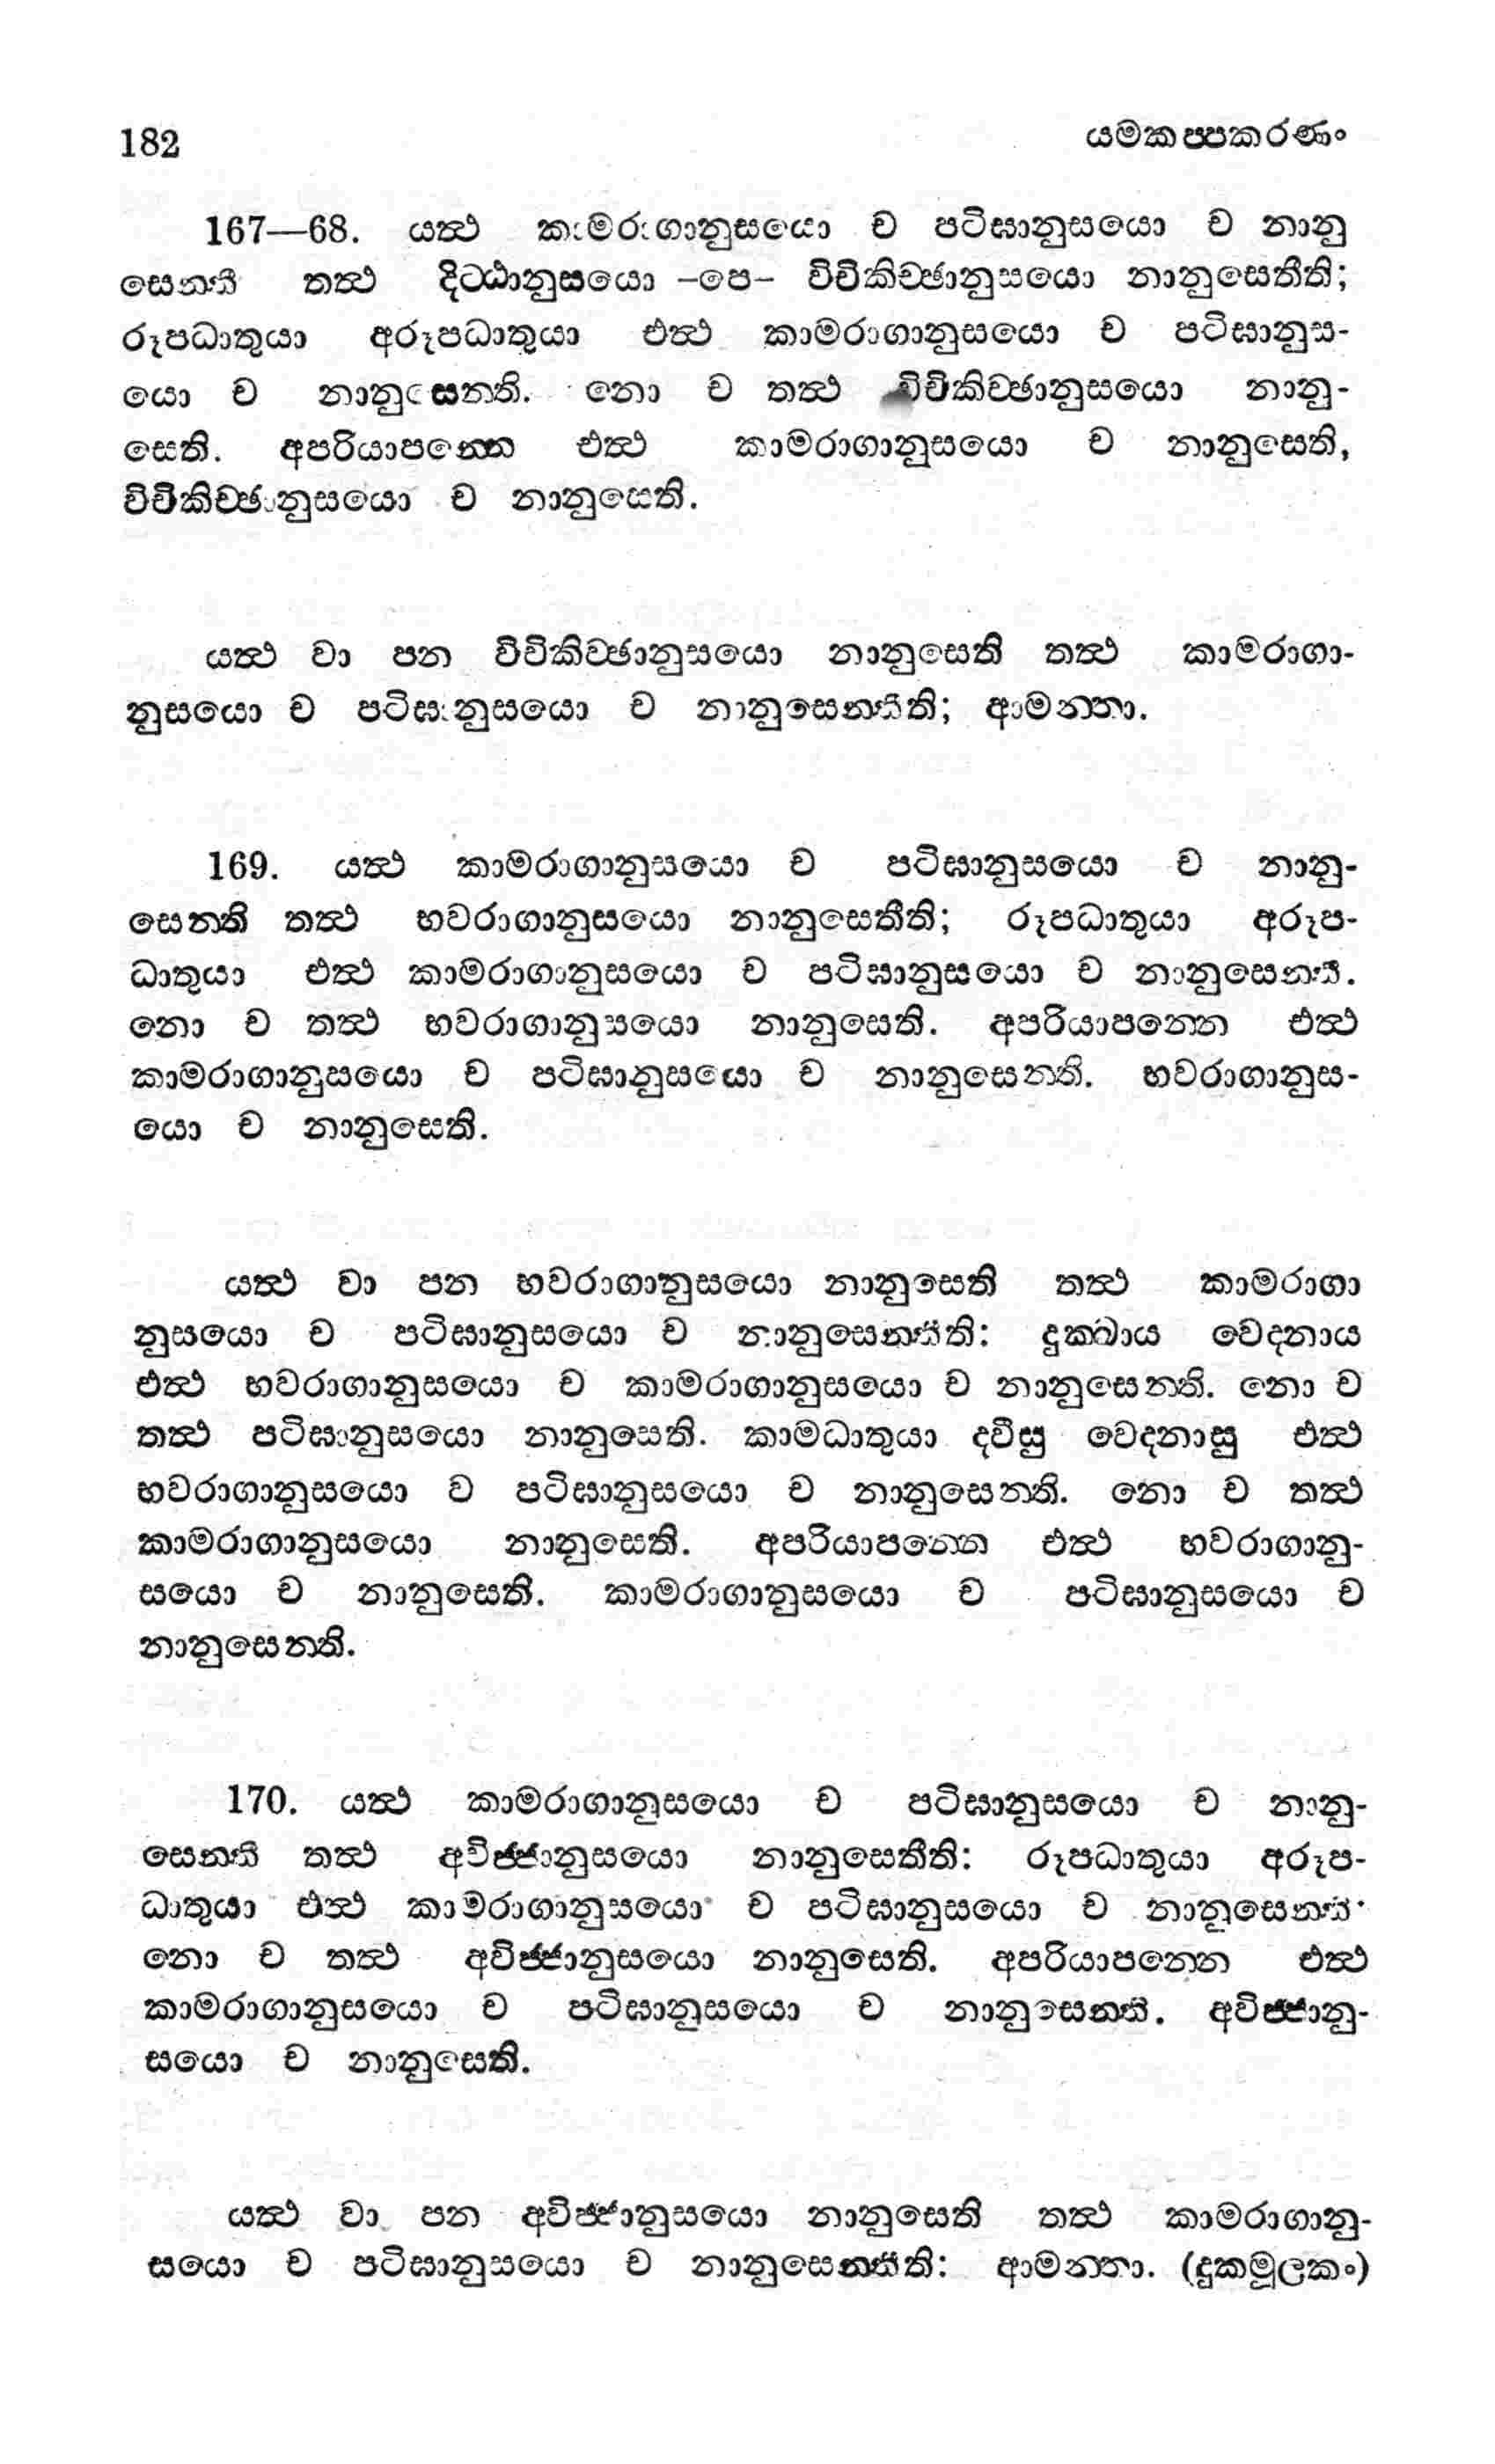 182 යමකප්පකරණං
167—68. යත්ථ කාමරාගානුසයො ච පටිඝානුසයො ච නානු
සෙන්ති තත්ථ දිට්ඨානුසයො –පෙ– විචිකිච්ඡානුසයො නානුසෙතීති;
රූපධාතුයා අරූපධාතුයා එත්ථ කාමරාගානුසයො ච පටිඝානුස-
යො ච නානුසෙන්ති. නො ච තත්ථ විචිකිච්ඡානුසයො නානු-
සෙති. අපරියාපන්නෙ එත්ථ කාමරාගානුසයො ච නානුසෙති,
විචිකිච්ඡානුසයො ච නානුසෙති.
යත්ථ වා පන විචිකිච්ඡානුසයො නානුසෙති තත්ථ කාමරාගා-
නුසයො ච පටිඝානුසයො ච නානුසෙන්තීති; ආමන්තා.
169. යත්ථ කාමරාගානුසයො ච පටිඝානුසයො ච නානු-
සෙන්ති තත්ථ භවරාගානුසයො නානුසෙතීති; රූපධාතුයා අරූප-
ධාතුයා එත්ථ කාමරාගානුසයො ච පටිඝානුසයො ච නානුසෙන්ති.
නො ච තත්ථ භවරාගානුසයො නානුසෙති. අපරියාපන්නෙ එත්ථ
කාමරාගානුසයො ච පටිඝානුසයො ච නානුසෙන්ති. භවරාගානුස-
යො ච නානුසෙති.
යත්ථ වා පන භවරාගානුසයො නානුසෙති තත්ථ කාමරාගා
නුසයො ච පටිඝානුසයො ච නානුසෙන්තීති: දුක්ඛාය වෙදනාය
එත්ථ භවරාගානුසයො ච කාමරාගානුසයො ච නානුසෙන්ති. නො ච
තත්ථ පටිඝානුසයො නානුසෙති. කාමධාතුයා ද්වීසු වෙදනාසු එත්ථ
භවරාගානුසයො ච පටිඝානුසයො ච නානුසෙන්ති. නො ච තත්ථ
කාමරාගානුසයො නානුසෙති. අපරියාපන්නෙ එත්ථ භවරාගානු-
සයො ච නානුසෙති. කාමරාගානුසයො ච පටිඝානුසයො ච
නානුසෙන්ති.
170. යත්ථ කාමරාගානුසයො ච පටිඝානුසයො ච නානු-
සෙන්ති තත්ථ අවිජ්ජානුසයො නානුසෙතීති: රූපධාතුයා අරූප-
ධාතුයා එත්ථ කාමරාගානුසයො ච පටිඝානුසයො ච නානුසෙන්ති.
නො ච තත්ථ අවිජ්ජානුසයො නානුසෙති. අපරියාපන්නෙ එත්ථ
කාමරාගානුසයො ච පටිඝානුසයො ච නානුසෙන්ති. අවිජ්ජානු-
සයො ච නානුසෙති.
යත්ථ වා පන අවිජ්ජානුසයො නානුසෙති තත්ථ කාමරාගානු-
සයො ච පටිඝානුසයො ච නානුසෙන්තීති: ආමන්තා. (දුකමූලකං)